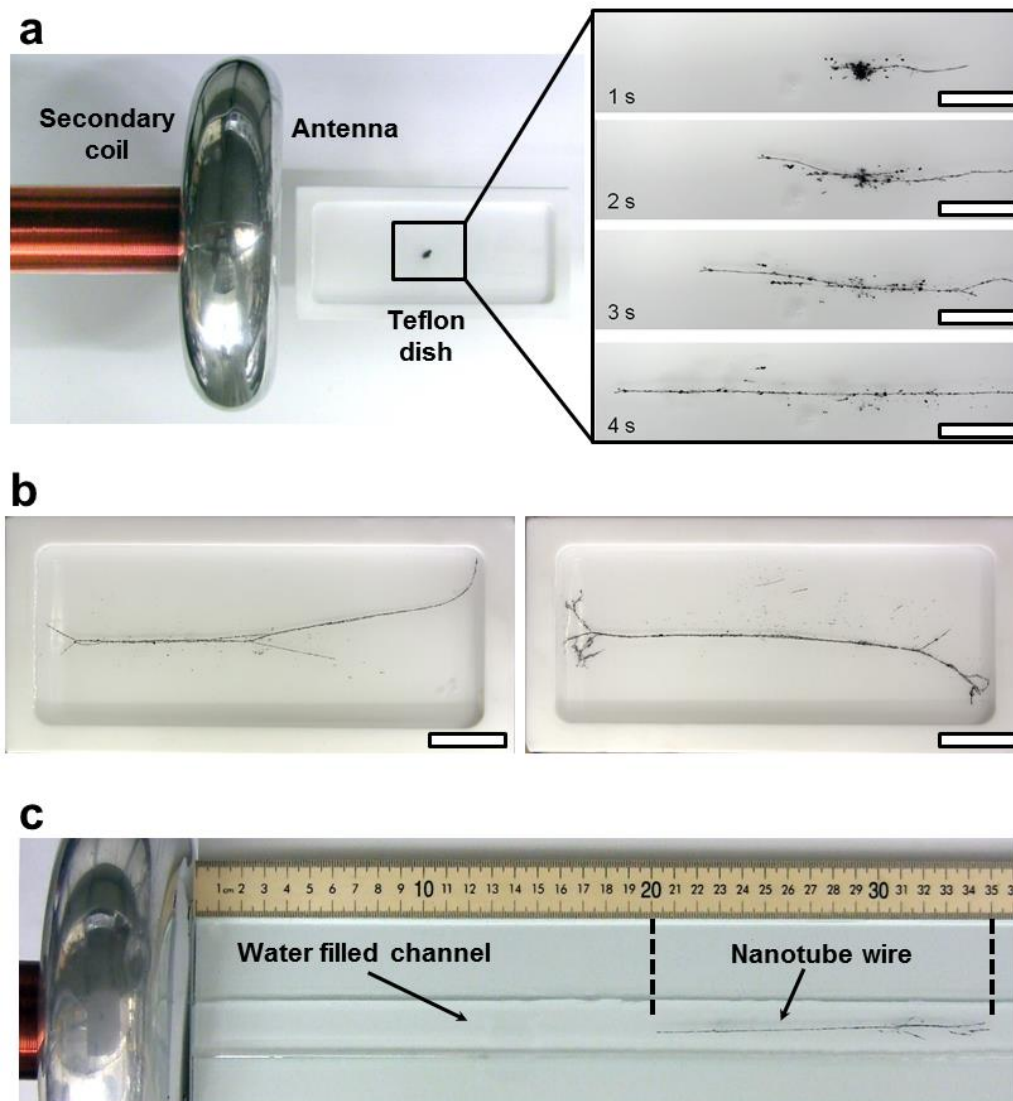 a
Secondary
coil
Antenna
Teflon
dish
1 s
2 s
3 s
4 s
b
c
1cm 2 3 4 5 6 7 8 9 10 11 12 13 14 15 16 17 18 19 20 21 22 23 24 25 26 27 28 29 30 31 32 33 34 35
Water filled channel
Nanotube wire